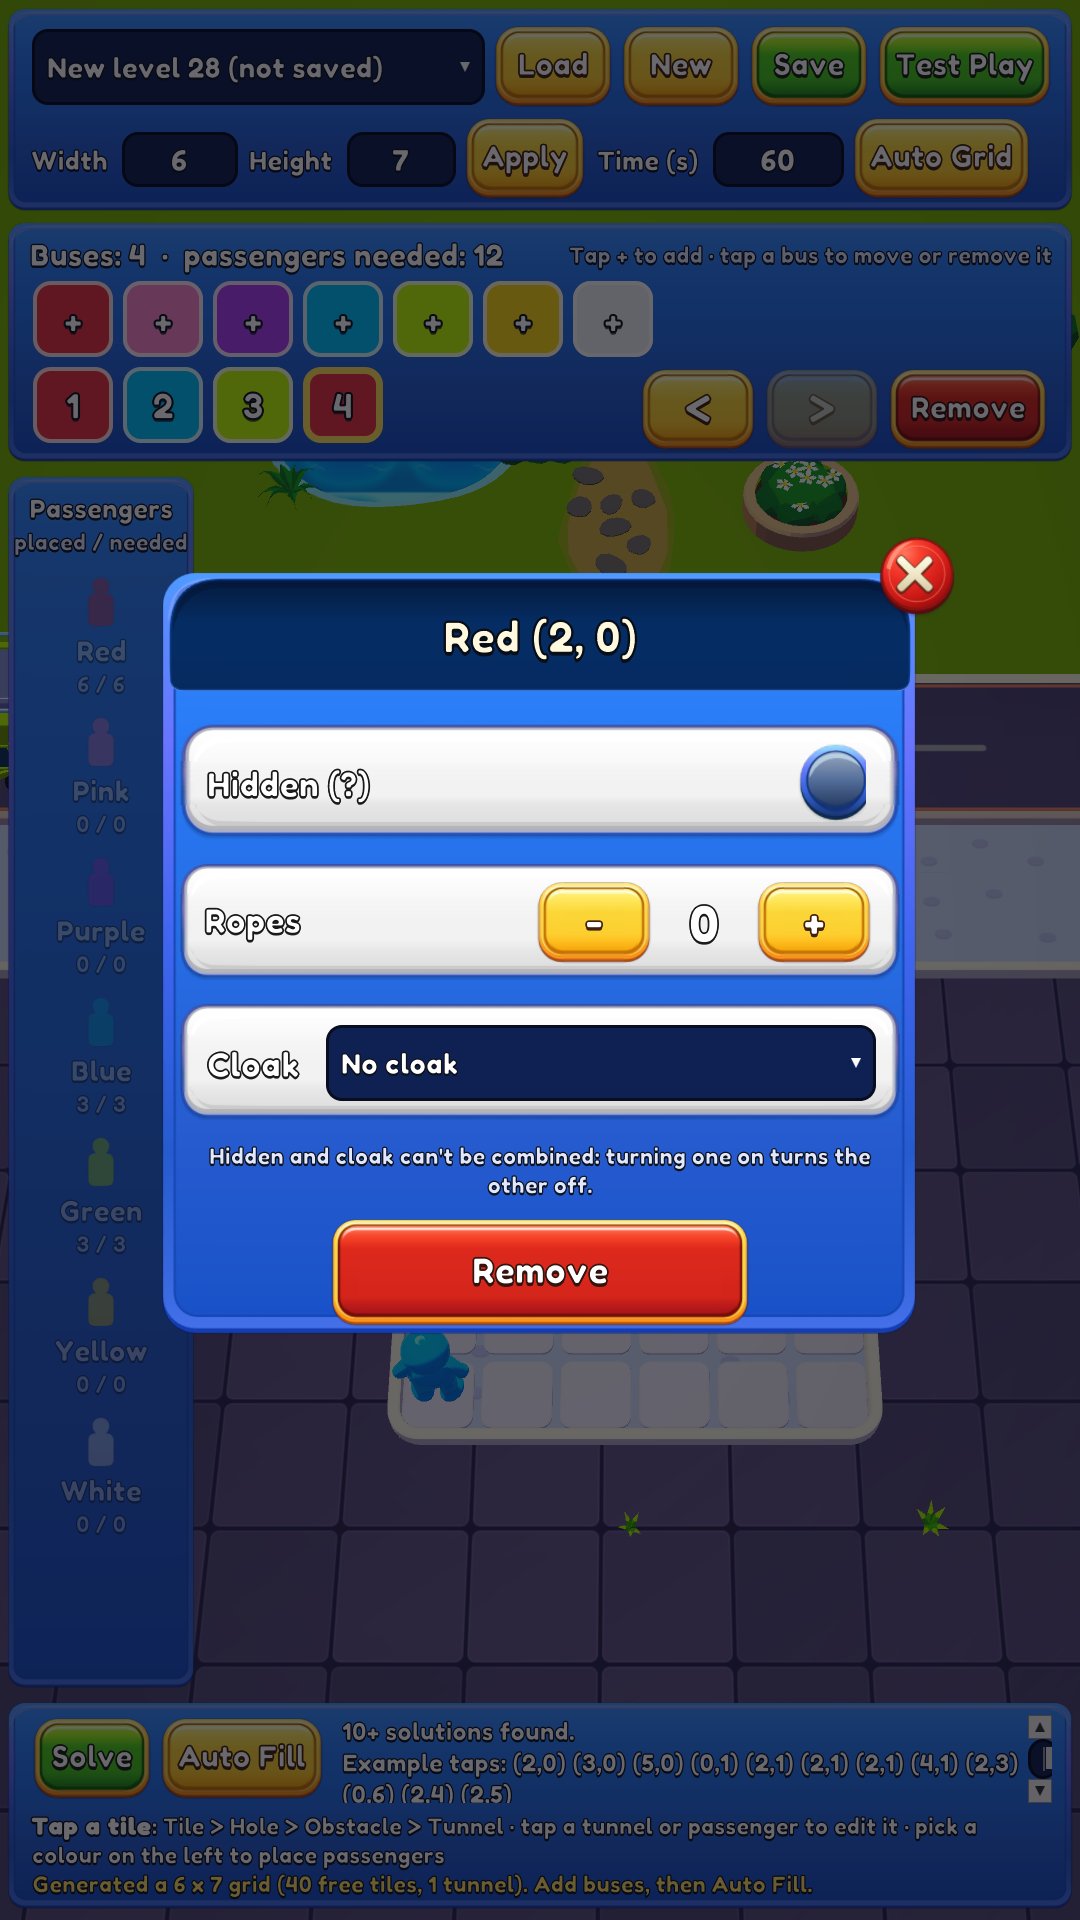 New level 28 (not saved) ▼ Load New Save Test Play
Width 6 Height 7 Apply Time (s) 60 Auto Grid
Buses: 4 · passengers needed: 12 Tap + to add · tap a bus to move or remove it
+ + + + + + +
1 2 3 4 < > Remove
Passengers
placed / needed
Red
6 / 6
Pink
0 / 0
Purple
0 / 0
Blue
3 / 3
Green
3 / 3
Yellow
0 / 0
White
0 / 0
Red (2, 0)
Hidden (?)
Ropes - 0 +
Cloak No cloak ▼
Hidden and cloak can't be combined: turning one on turns the
other off.
Remove
Solve Auto Fill
10+ solutions found.
Example taps: (2,0) (3,0) (5,0) (0,1) (2,1) (2,1) (2,1) (4,1) (2,3)
(0,6) (2,4) (2,5)
Tap a tile: Tile > Hole > Obstacle > Tunnel · tap a tunnel or passenger to edit it · pick a
colour on the left to place passengers
Generated a 6 x 7 grid (40 free tiles, 1 tunnel). Add buses, then Auto Fill.